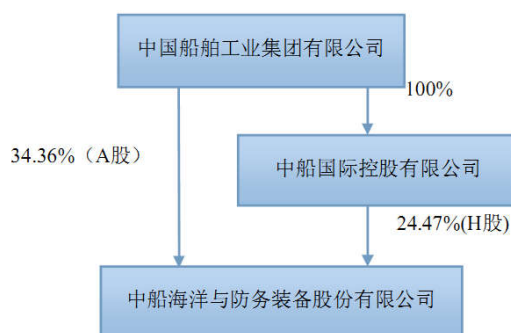 中国船舶工业集团有限公司
100%
34.36%（A股）
中船国际控股有限公司
24.47%(H股)
中船海洋与防务装备股份有限公司